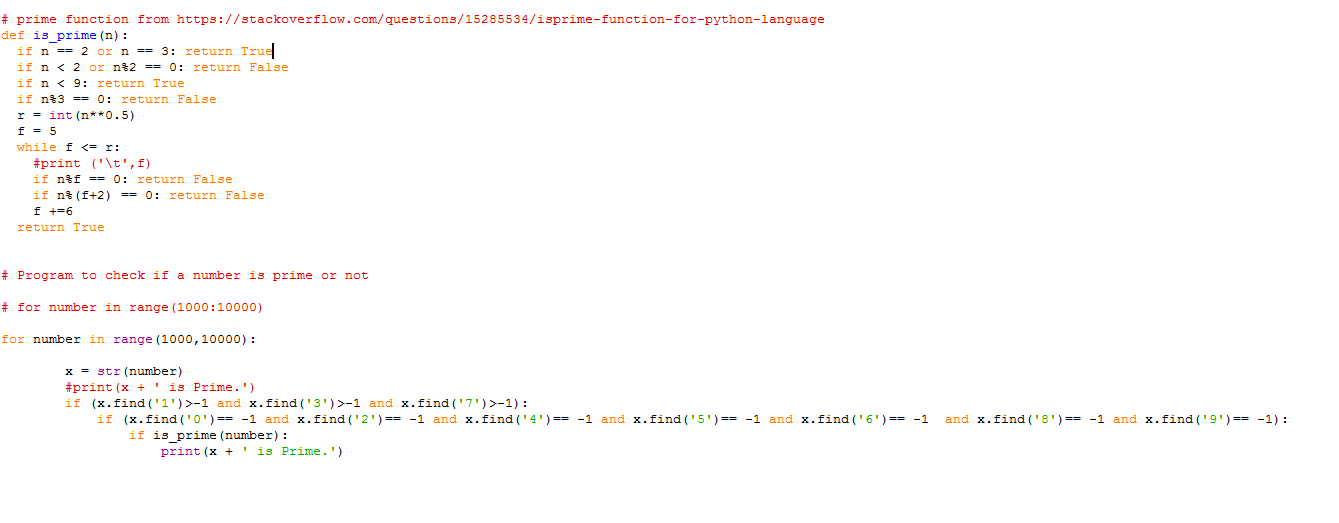 # prime function from https://stackoverflow.com/questions/15285534/isprime-function-for-python-language
def is_prime(n):
  if n == 2 or n == 3: return True
  if n < 2 or n%2 == 0: return False
  if n < 9: return True
  if n%3 == 0: return False
  r = int(n**0.5)
  f = 5
  while f <= r:
    #print ('\t',f)
    if n%f == 0: return False
    if n%(f+2) == 0: return False
    f +=6
  return True
# Program to check if a number is prime or not
# for number in range(1000:10000)
for number in range(1000,10000):
        x = str(number)
        #print(x + ' is Prime.')
        if (x.find('1')>-1 and x.find('3')>-1 and x.find('7')>-1):
            if (x.find('0')== -1 and x.find('2')== -1 and x.find('4')== -1 and x.find('5')== -1 and x.find('6')== -1  and x.find('8')== -1 and x.find('9')== -1):
                if is_prime(number):
                    print(x + ' is Prime.')